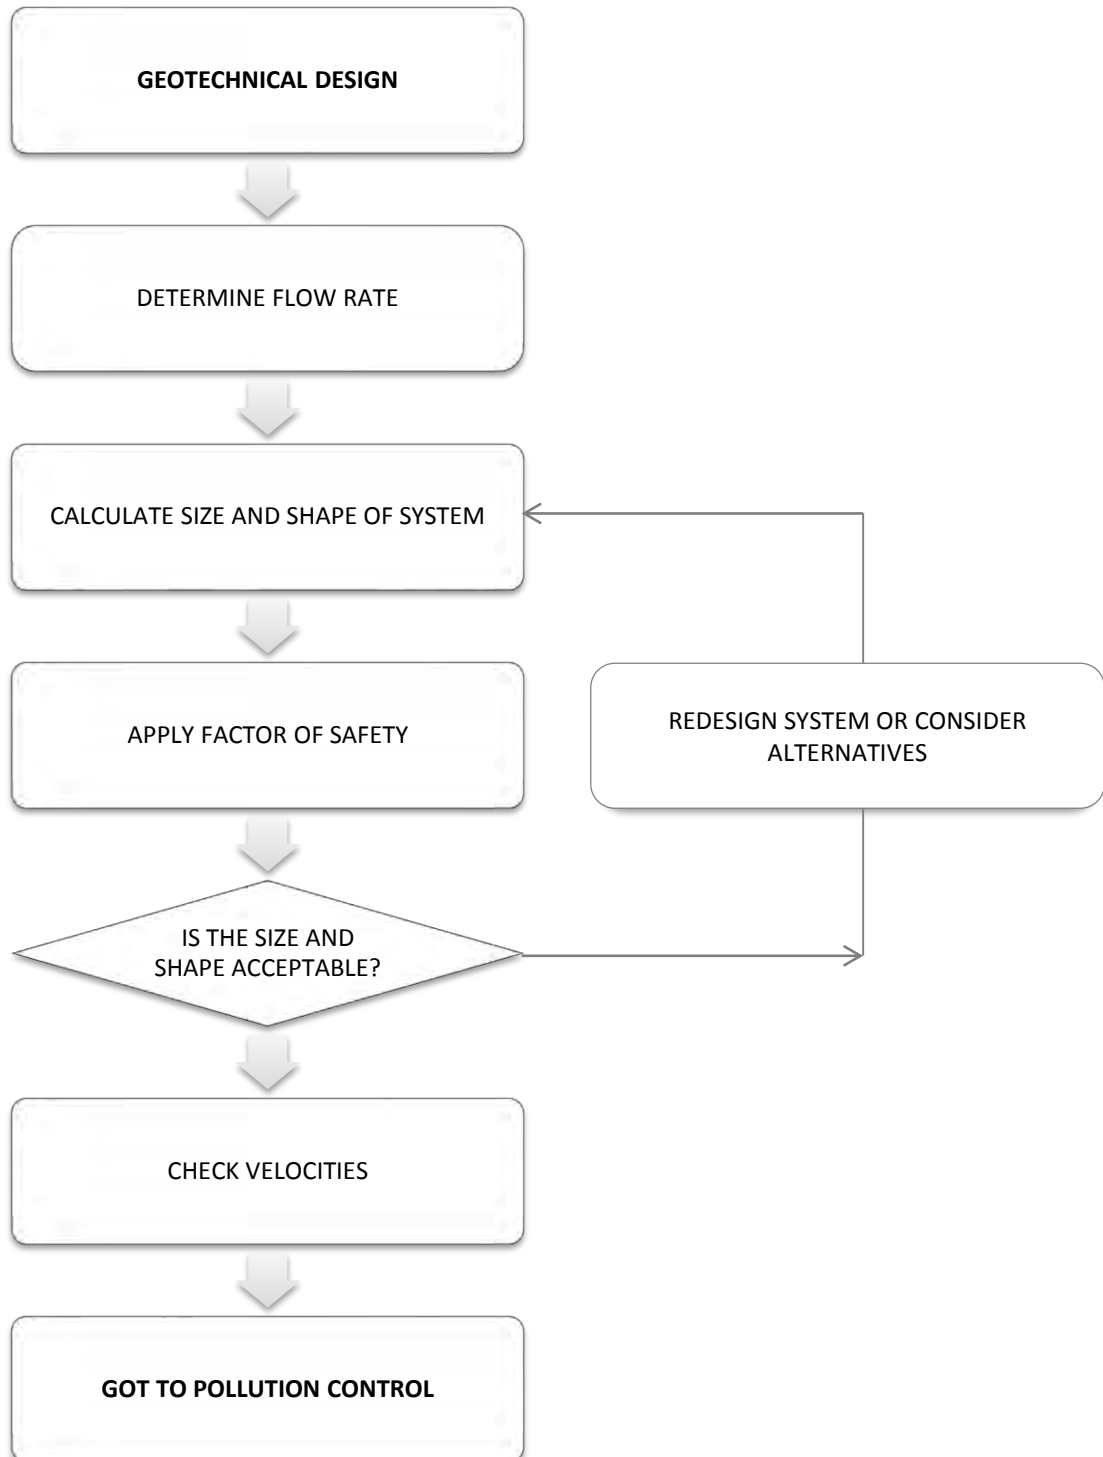 GEOTECHNICAL DESIGN
DETERMINE FLOW RATE
CALCULATE SIZE AND SHAPE OF SYSTEM
APPLY FACTOR OF SAFETY
REDESIGN SYSTEM OR CONSIDER
ALTERNATIVES
IS THE SIZE AND
SHAPE ACCEPTABLE?
CHECK VELOCITIES
GOT TO POLLUTION CONTROL